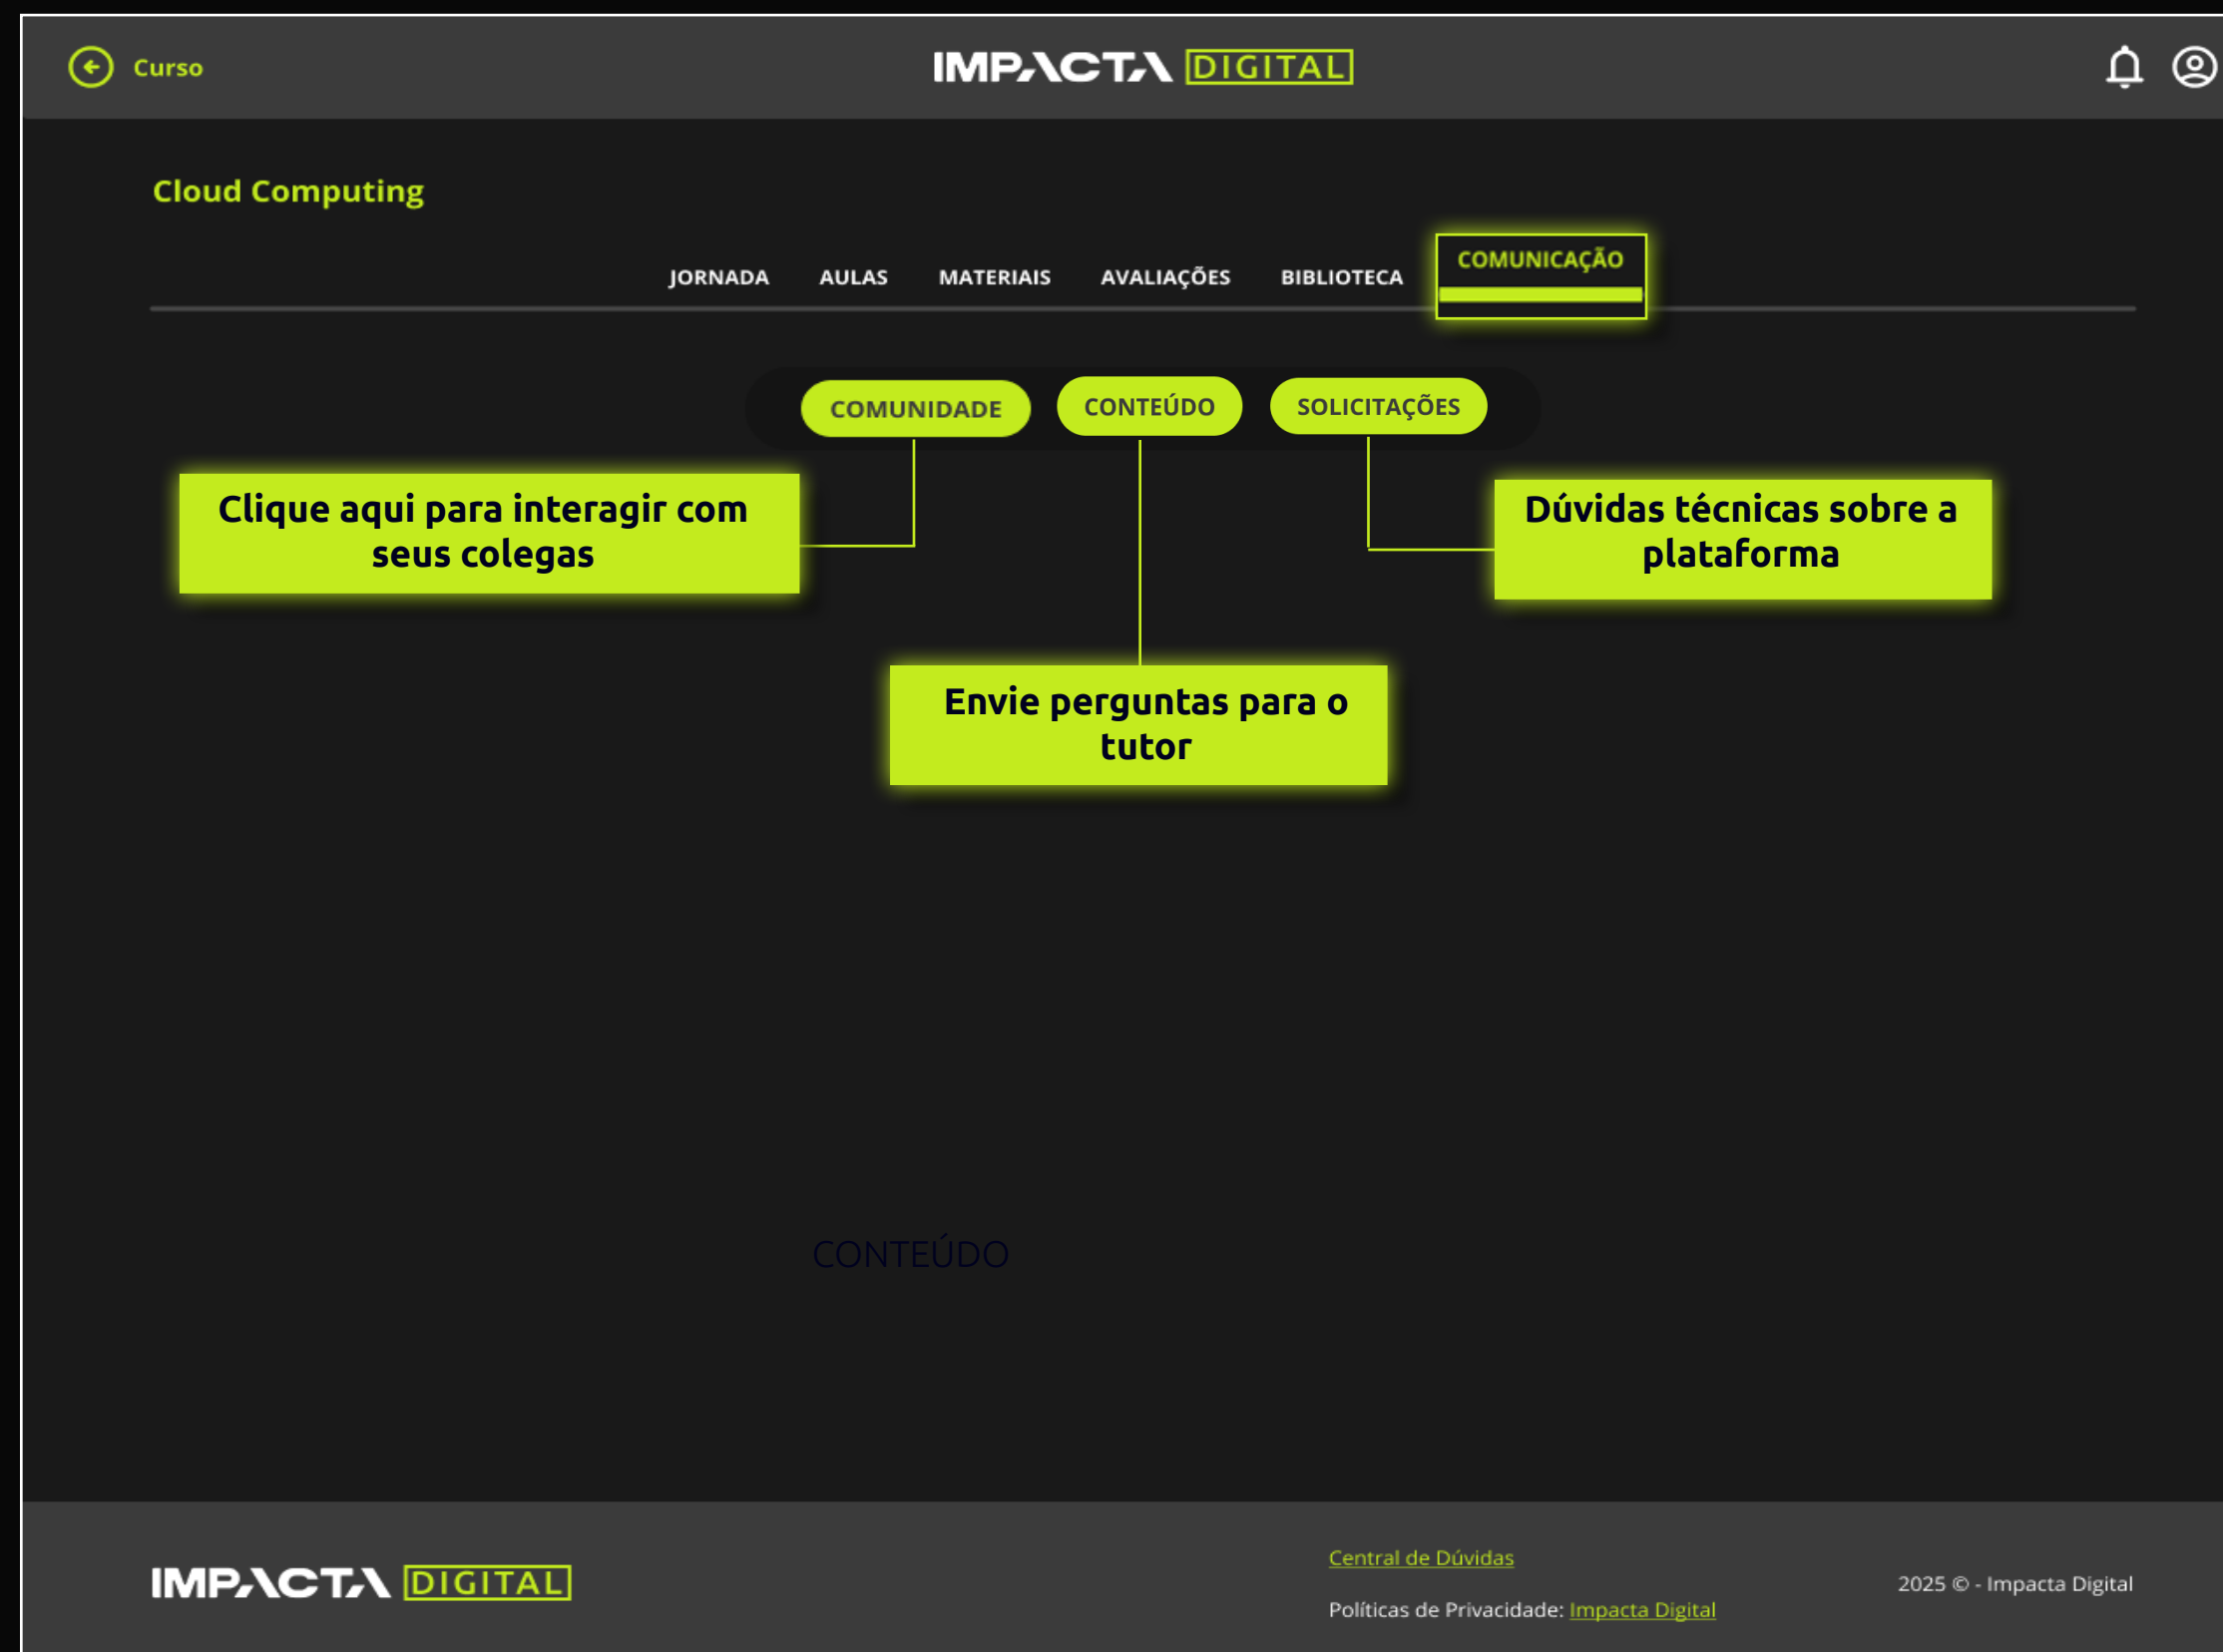 Curso
IMPACTA DIGITAL
Cloud Computing
JORNADA AULAS MATERIAIS AVALIAÇÕES BIBLIOTECA COMUNICAÇÃO
COMUNIDADE CONTEÚDO SOLICITAÇÕES
Clique aqui para interagir com
seus colegas
Dúvidas técnicas sobre a
plataforma
Envie perguntas para o
tutor
CONTEÚDO
IMPACTA DIGITAL
Central de Dúvidas
Políticas de Privacidade: Impacta Digital
2025 © - Impacta Digital